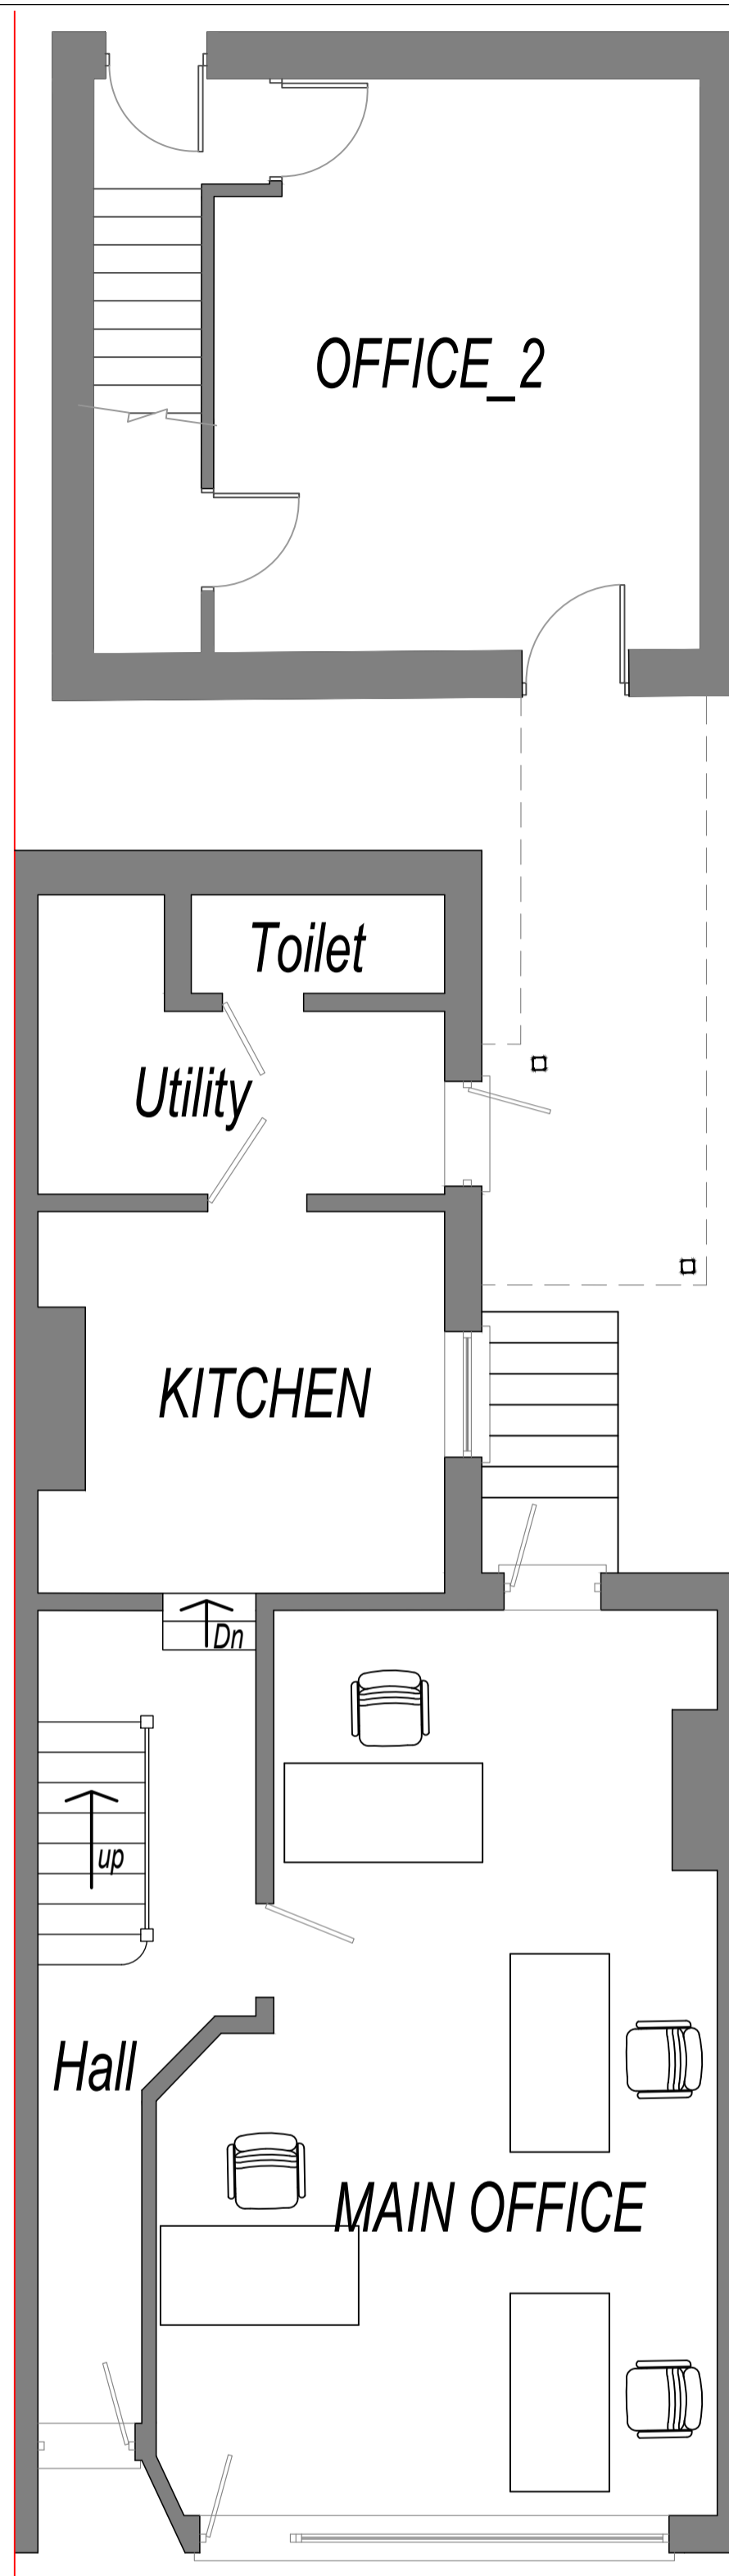 OFFICE_2
Toilet
Utility
KITCHEN
Dn
up
Hall
MAIN OFFICE